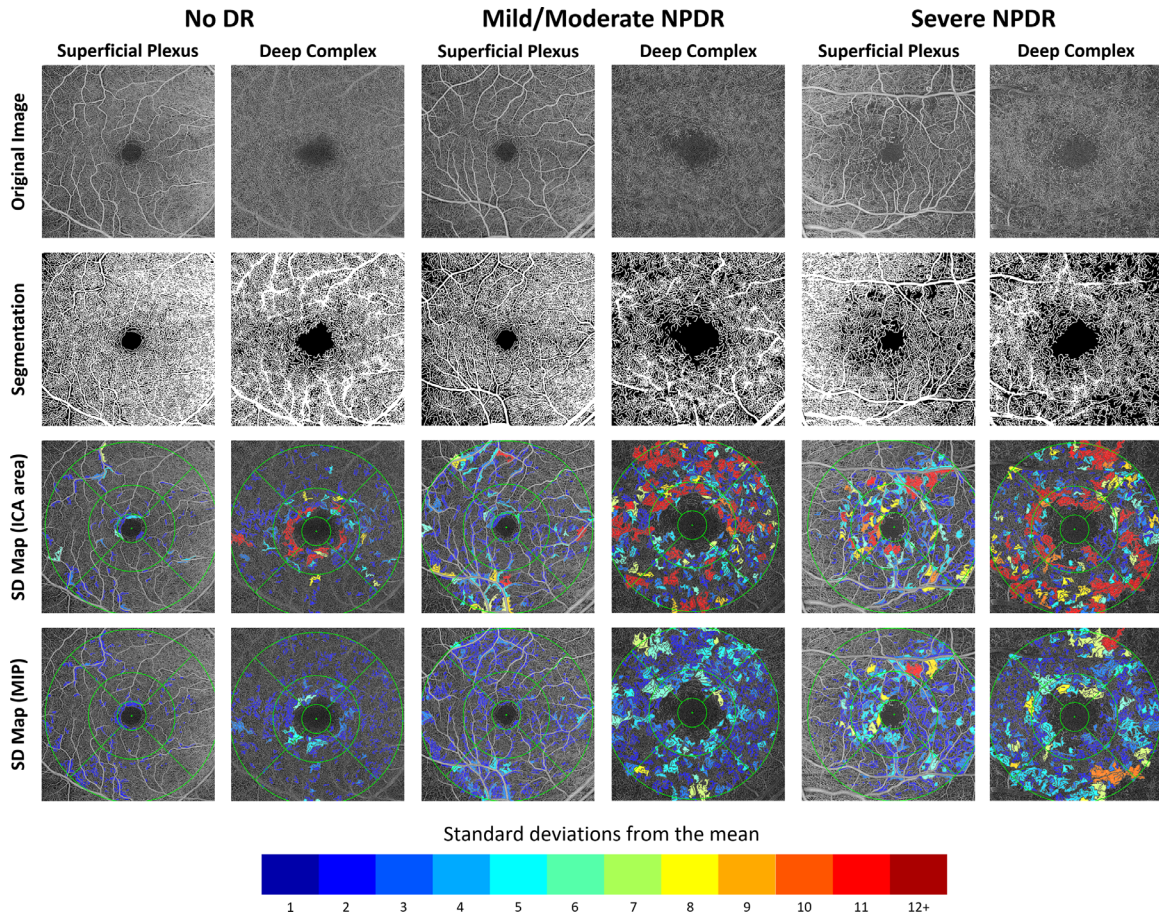 No DR
Mild/Moderate NPDR
Severe NPDR
Superficial Plexus
Deep Complex
Superficial Plexus
Deep Complex
Superficial Plexus
Deep Complex
Original Image
Segmentation
SD Map (ICA area)
SD Map (MIP)
Standard deviations from the mean
1 2 3 4 5 6 7 8 9 10 11 12+